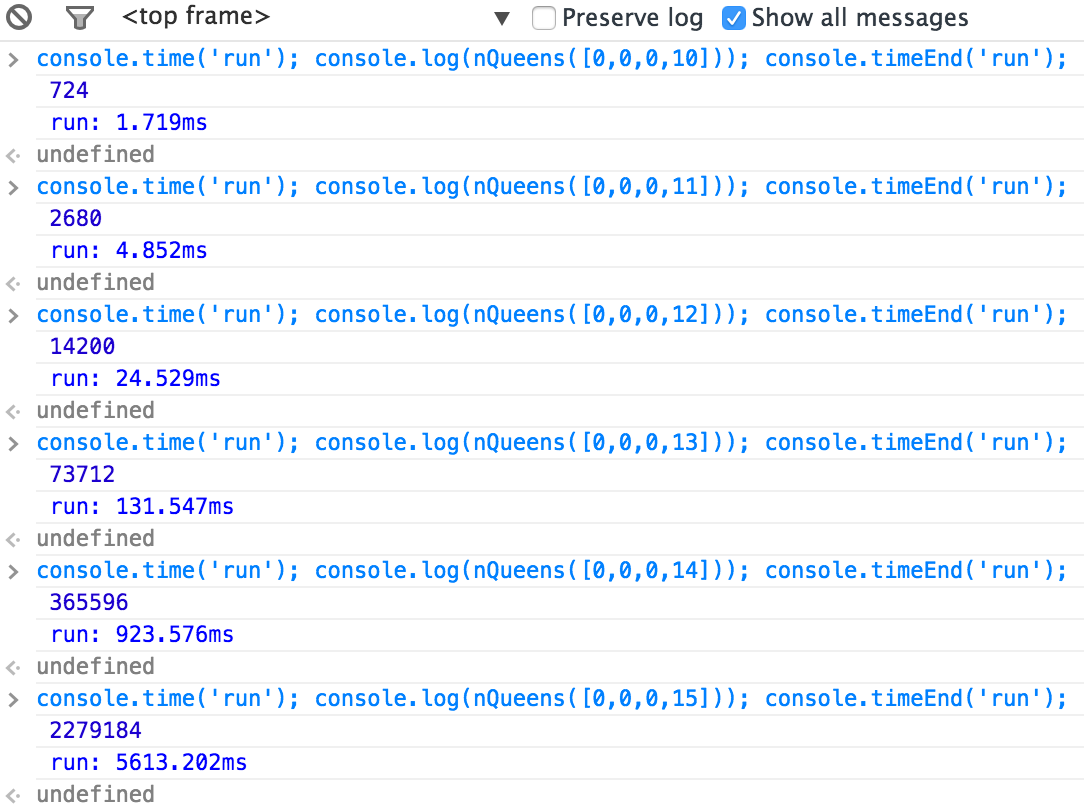 <top frame> ▼ Preserve log Show all messages
> console.time('run'); console.log(nQueens([0,0,0,10])); console.timeEnd('run');
724
run: 1.719ms
undefined
> console.time('run'); console.log(nQueens([0,0,0,11])); console.timeEnd('run');
2680
run: 4.852ms
undefined
> console.time('run'); console.log(nQueens([0,0,0,12])); console.timeEnd('run');
14200
run: 24.529ms
undefined
> console.time('run'); console.log(nQueens([0,0,0,13])); console.timeEnd('run');
73712
run: 131.547ms
undefined
> console.time('run'); console.log(nQueens([0,0,0,14])); console.timeEnd('run');
365596
run: 923.576ms
undefined
> console.time('run'); console.log(nQueens([0,0,0,15])); console.timeEnd('run');
2279184
run: 5613.202ms
undefined